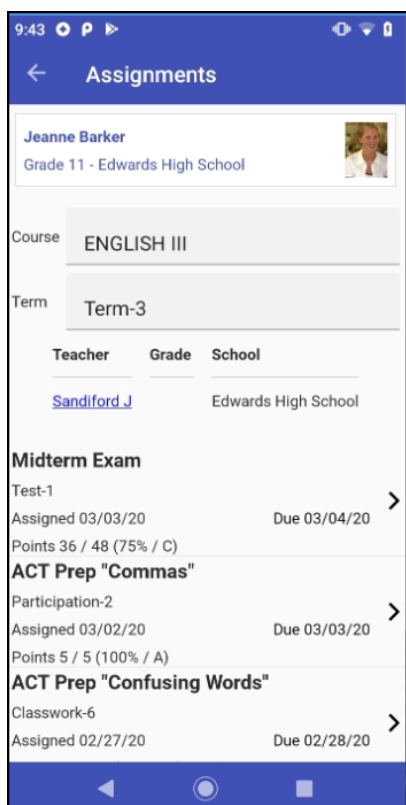 9:43
Assignments
Jeanne Barker
Grade 11 - Edwards High School
Course ENGLISH III
Term Term-3
Teacher Grade School
Sandiford J Edwards High School
Midterm Exam
Test-1
Assigned 03/03/20 Due 03/04/20
Points 36 / 48 (75% / C)
ACT Prep "Commas"
Participation-2
Assigned 03/02/20 Due 03/03/20
Points 5 / 5 (100% / A)
ACT Prep "Confusing Words"
Classwork-6
Assigned 02/27/20 Due 02/28/20